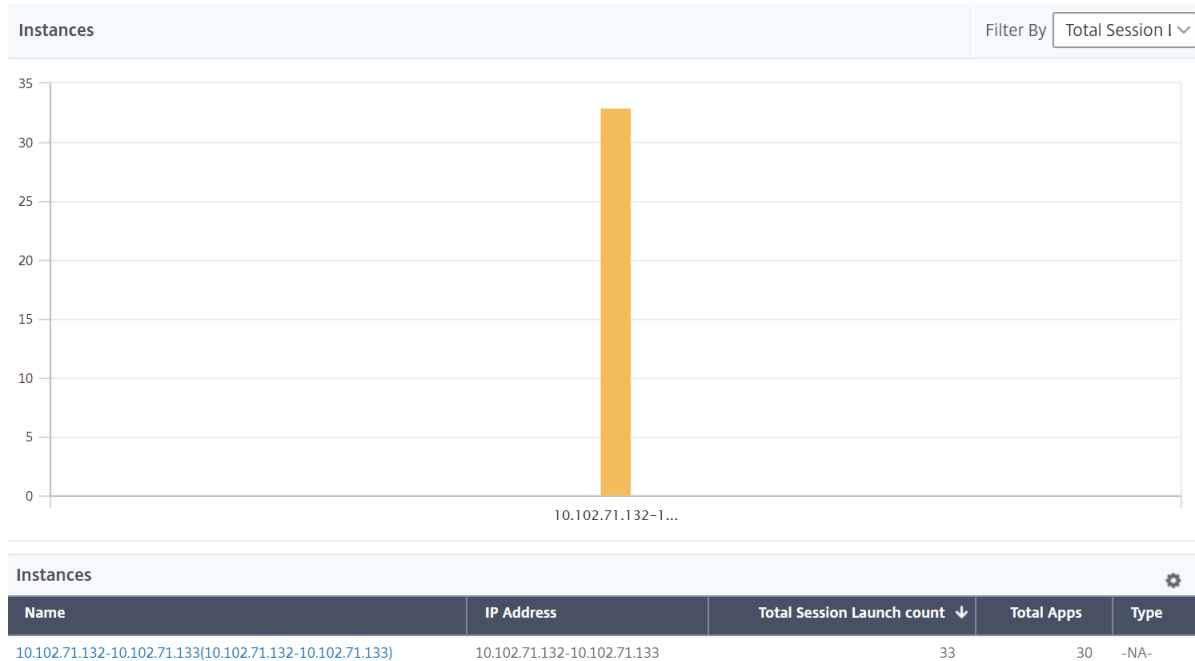 Instances
Filter By Total Session
35
30
25
20
15
10
5
0
10.102.71.132-1...
Instances
Name IP Address Total Session Launch count Total Apps Type
10.102.71.132-10.102.71.133(10.102.71.132-10.102.71.133) 10.102.71.132-10.102.71.133 33 30 -NA-